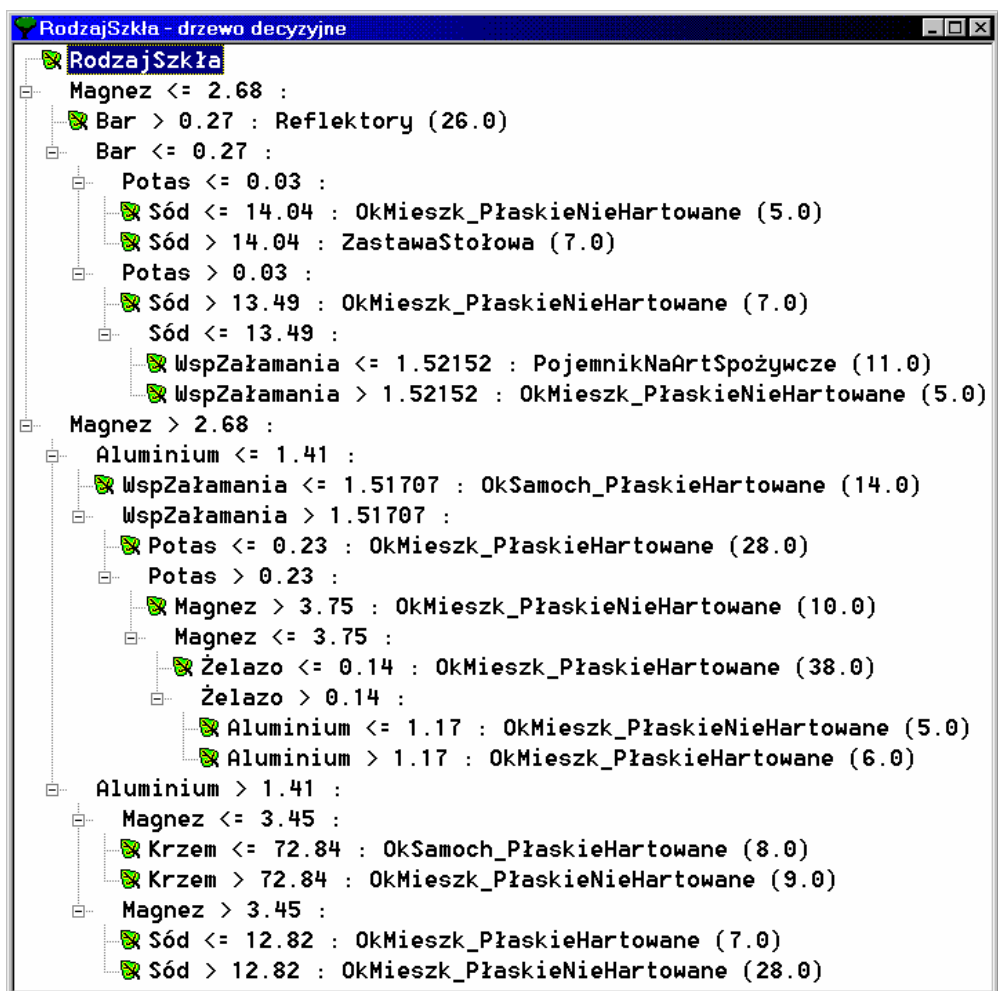 RodzajSzkła - drzewo decyzyjne
RodzajSzkła
Magnez <= 2.68 :
Bar > 0.27 : Reflektory (26.0)
Bar <= 0.27 :
Potas <= 0.03 :
Sód <= 14.04 : OkMieszk_PłaskieNieHartowane (5.0)
Sód > 14.04 : ZastawaStołowa (7.0)
Potas > 0.03 :
Sód > 13.49 : OkMieszk_PłaskieNieHartowane (7.0)
Sód <= 13.49 :
WspZałamania <= 1.52152 : PojemnikNaArtSpożywcze (11.0)
WspZałamania > 1.52152 : OkMieszk_PłaskieNieHartowane (5.0)
Magnez > 2.68 :
Aluminium <= 1.41 :
WspZałamania <= 1.51707 : OkSamoch_PłaskieHartowane (14.0)
WspZałamania > 1.51707 :
Potas <= 0.23 : OkMieszk_PłaskieHartowane (28.0)
Potas > 0.23 :
Magnez > 3.75 : OkMieszk_PłaskieNieHartowane (10.0)
Magnez <= 3.75 :
Żelazo <= 0.14 : OkMieszk_PłaskieHartowane (38.0)
Żelazo > 0.14 :
Aluminium <= 1.17 : OkMieszk_PłaskieNieHartowane (5.0)
Aluminium > 1.17 : OkMieszk_PłaskieHartowane (6.0)
Aluminium > 1.41 :
Magnez <= 3.45 :
Krzem <= 72.84 : OkSamoch_PłaskieHartowane (8.0)
Krzem > 72.84 : OkMieszk_PłaskieNieHartowane (9.0)
Magnez > 3.45 :
Sód <= 12.82 : OkMieszk_PłaskieHartowane (7.0)
Sód > 12.82 : OkMieszk_PłaskieNieHartowane (28.0)